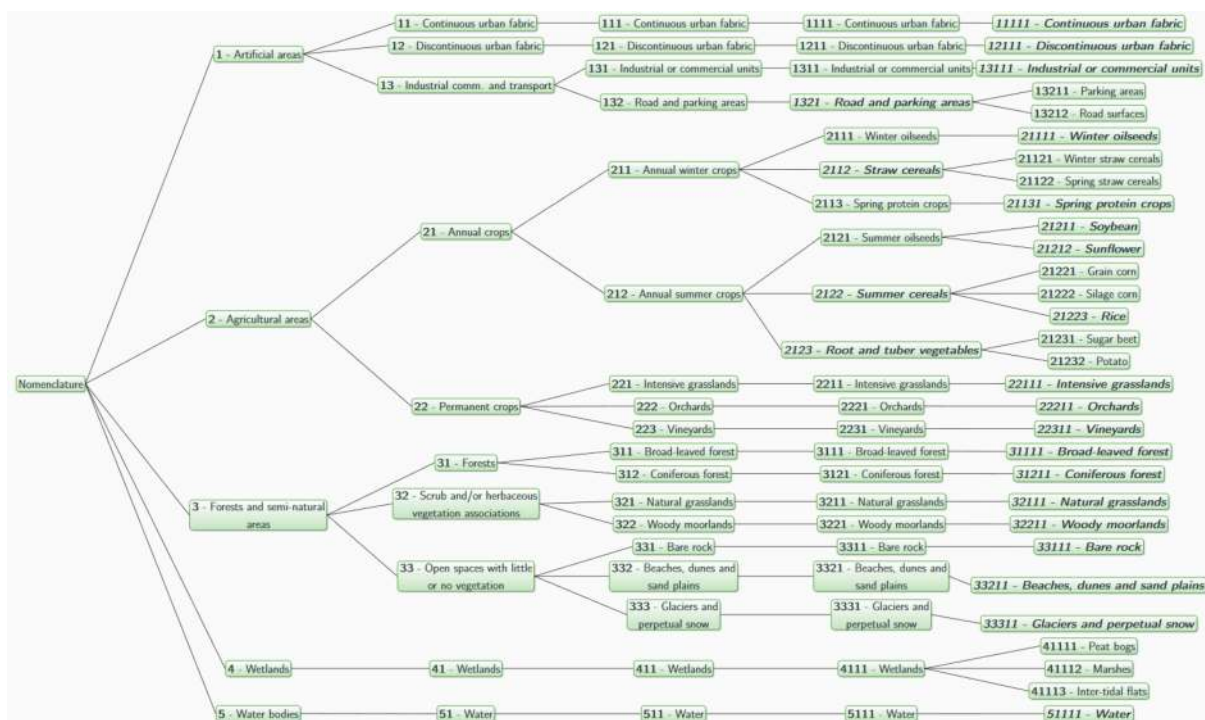 Nomenclature
1 - Artificial areas
11 - Continuous urban fabric
111 - Continuous urban fabric
1111 - Continuous urban fabric
11111 - Continuous urban fabric
12 - Discontinuous urban fabric
121 - Discontinuous urban fabric
1211 - Discontinuous urban fabric
12111 - Discontinuous urban fabric
13 - Industrial comm. and transport
131 - Industrial or commercial units
1311 - Industrial or commercial units
13111 - Industrial or commercial units
132 - Road and parking areas
1321 - Road and parking areas
13211 - Parking areas
13212 - Road surfaces
2 - Agricultural areas
21 - Annual crops
211 - Annual winter crops
2111 - Winter oilseeds
21111 - Winter oilseeds
2112 - Straw cereals
21121 - Winter straw cereals
21122 - Spring straw cereals
2113 - Spring protein crops
21131 - Spring protein crops
212 - Annual summer crops
2121 - Summer oilseeds
21211 - Soybean
21212 - Sunflower
2122 - Summer cereals
21221 - Grain corn
21222 - Silage corn
21223 - Rice
2123 - Root and tuber vegetables
21231 - Sugar beet
21232 - Potato
22 - Permanent crops
221 - Intensive grasslands
2211 - Intensive grasslands
22111 - Intensive grasslands
222 - Orchards
2221 - Orchards
22211 - Orchards
223 - Vineyards
2231 - Vineyards
22311 - Vineyards
3 - Forests and semi-natural
areas
31 - Forests
311 - Broad-leaved forest
3111 - Broad-leaved forest
31111 - Broad-leaved forest
312 - Coniferous forest
3121 - Coniferous forest
31211 - Coniferous forest
32 - Scrub and/or herbaceous
vegetation associations
321 - Natural grasslands
3211 - Natural grasslands
32111 - Natural grasslands
322 - Woody moorlands
3221 - Woody moorlands
32211 - Woody moorlands
33 - Open spaces with little
or no vegetation
331 - Bare rock
3311 - Bare rock
33111 - Bare rock
332 - Beaches, dunes and
sand plains
3321 - Beaches, dunes and
sand plains
33211 - Beaches, dunes and sand plains
333 - Glaciers and
perpetual snow
3331 - Glaciers and
perpetual snow
33311 - Glaciers and perpetual snow
4 - Wetlands
41 - Wetlands
411 - Wetlands
4111 - Wetlands
41111 - Peat bogs
41112 - Marshes
41113 - Inter-tidal flats
5 - Water bodies
51 - Water
511 - Water
5111 - Water
51111 - Water